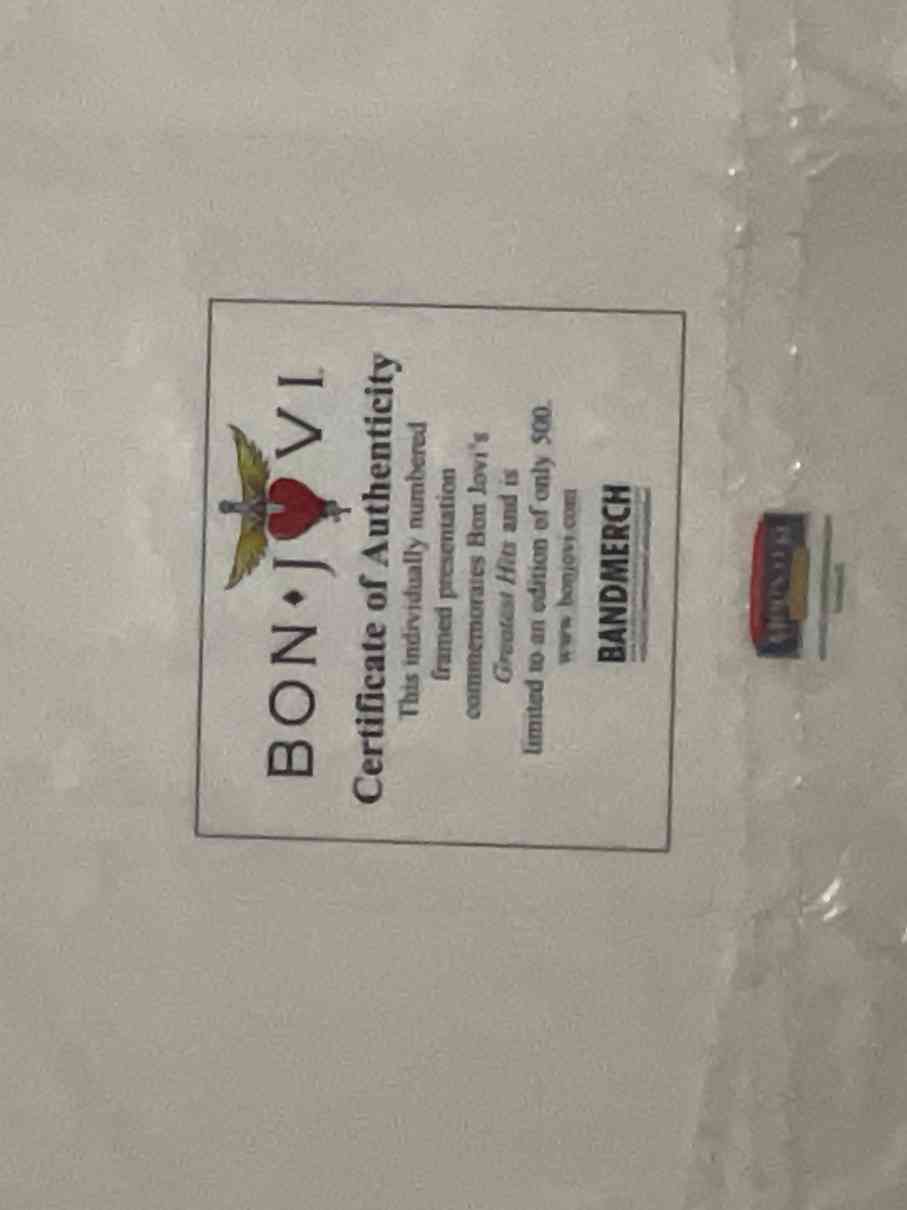 BON • JOVI
Certificate of Authenticity
This individually numbered
framed presentation
commemorates Bon Jovi's
Greatest Hits and is
limited to an edition of only 500.
www.bonjovi.com
BANDMERCH